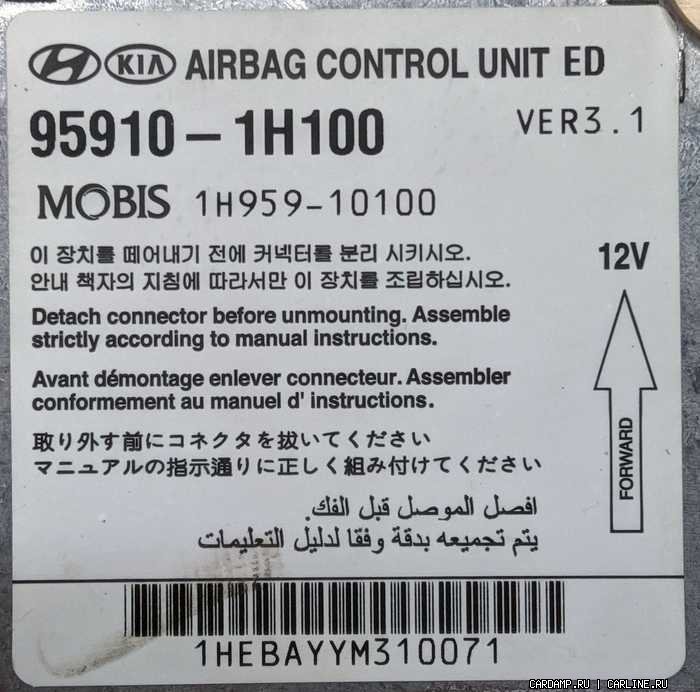 HYUNDAI KIA AIRBAG CONTROL UNIT ED
95910-1H100 VER3.1
MOBIS 1H959-10100
이 장치를 떼어내기 전에 커넥터를 분리 시키시오.
안내 책자의 지침에 따라서만 이 장치를 조립하십시오.
12V
Detach connector before unmounting. Assemble
strictly according to manual instructions.
Avant démontage enlever connecteur. Assembler
conformement au manuel d' instructions.
FORWARD
取り外す前にコネクタを抜いてください
マニュアルの指示通りに正しく組み付けてください
افصل الموصل قبل الفك.
يتم تجميعه بدقة وفقا لدليل التعليمات
1HEBAYYM310071
CARDAMP.RU | CARLINE.RU